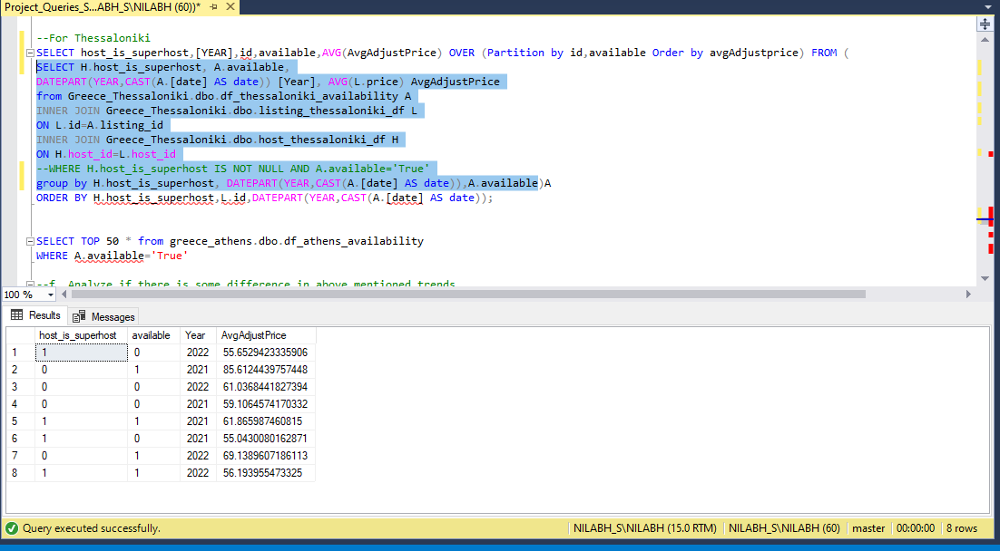 Project_Queries_S...ABH_S\NILABH (60))*
--For Thessaloniki
SELECT host_is_superhost,[YEAR],id,available,AVG(AvgAdjustPrice) OVER (Partition by id,available Order by avgAdjustprice) FROM (
SELECT H.host_is_superhost, A.available,
DATEPART(YEAR,CAST(A.[date] AS date)) [Year], AVG(L.price) AvgAdjustPrice
from Greece_Thessaloniki.dbo.df_thessaloniki_availability A
INNER JOIN Greece_Thessaloniki.dbo.listing_thessaloniki_df L
ON L.id=A.listing_id
INNER JOIN Greece_Thessaloniki.dbo.host_thessaloniki_df H
ON H.host_id=L.host_id
--WHERE H.host_is_superhost IS NOT NULL AND A.available='True'
group by H.host_is_superhost, DATEPART(YEAR,CAST(A.[date] AS date)),A.available)A
ORDER BY H.host_is_superhost,L.id,DATEPART(YEAR,CAST(A.[date] AS date));
SELECT TOP 50 * from greece_athens.dbo.df_athens_availability
WHERE A.available='True'
--f. Analyze if there is some difference in above mentioned trends
100 %
Results Messages
host_is_superhost available Year AvgAdjustPrice
1 1 0 2022 55.6529423335906
2 0 1 2021 85.6124439757448
3 0 0 2022 61.0368441827394
4 0 0 2021 59.1064574170332
5 1 1 2021 61.865987460815
6 1 0 2021 55.0430080162871
7 0 1 2022 69.1389607186113
8 1 1 2022 56.193955473325
Query executed successfully. NILABH_S\NILABH (15.0 RTM) NILABH_S\NILABH (60) master 00:00:00 8 rows